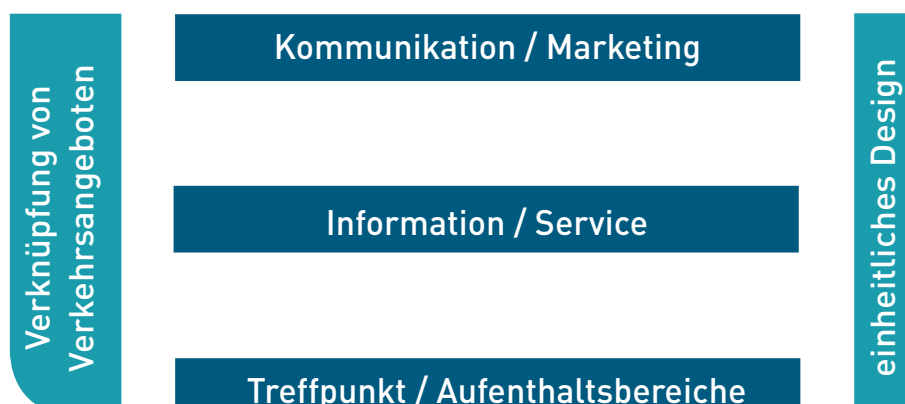 Verknüpfung von
Verkehrsangeboten
Kommunikation / Marketing
Information / Service
Treffpunkt / Aufenthaltsbereiche
einheitliches Design